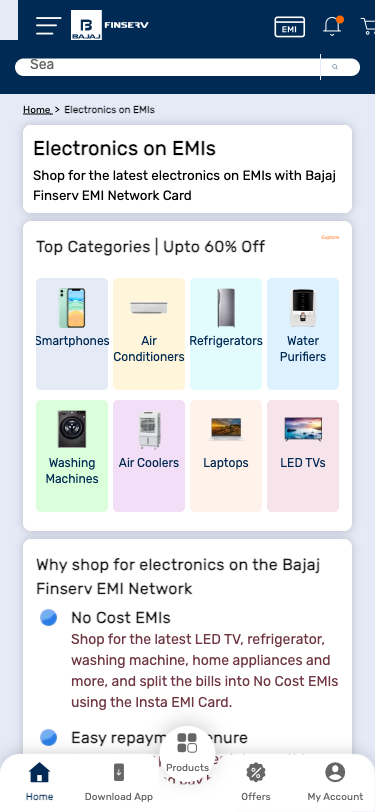 BAJAJ
FINSERV
EMI
Sea
Home > Electronics on EMIs
Electronics on EMIs
Shop for the latest electronics on EMIs with Bajaj
Finserv EMI Network Card
Top Categories | Upto 60% Off
Explore
Smartphones
Air
Conditioners
Refrigerators
Water
Purifiers
Washing
Machines
Air Coolers
Laptops
LED TVs
Why shop for electronics on the Bajaj
Finserv EMI Network
No Cost EMIs
Shop for the latest LED TV, refrigerator,
washing machine, home appliances and
more, and split the bills into No Cost EMIs
using the Insta EMI Card.
Easy
Products
Home
Download App
Offers
My Account